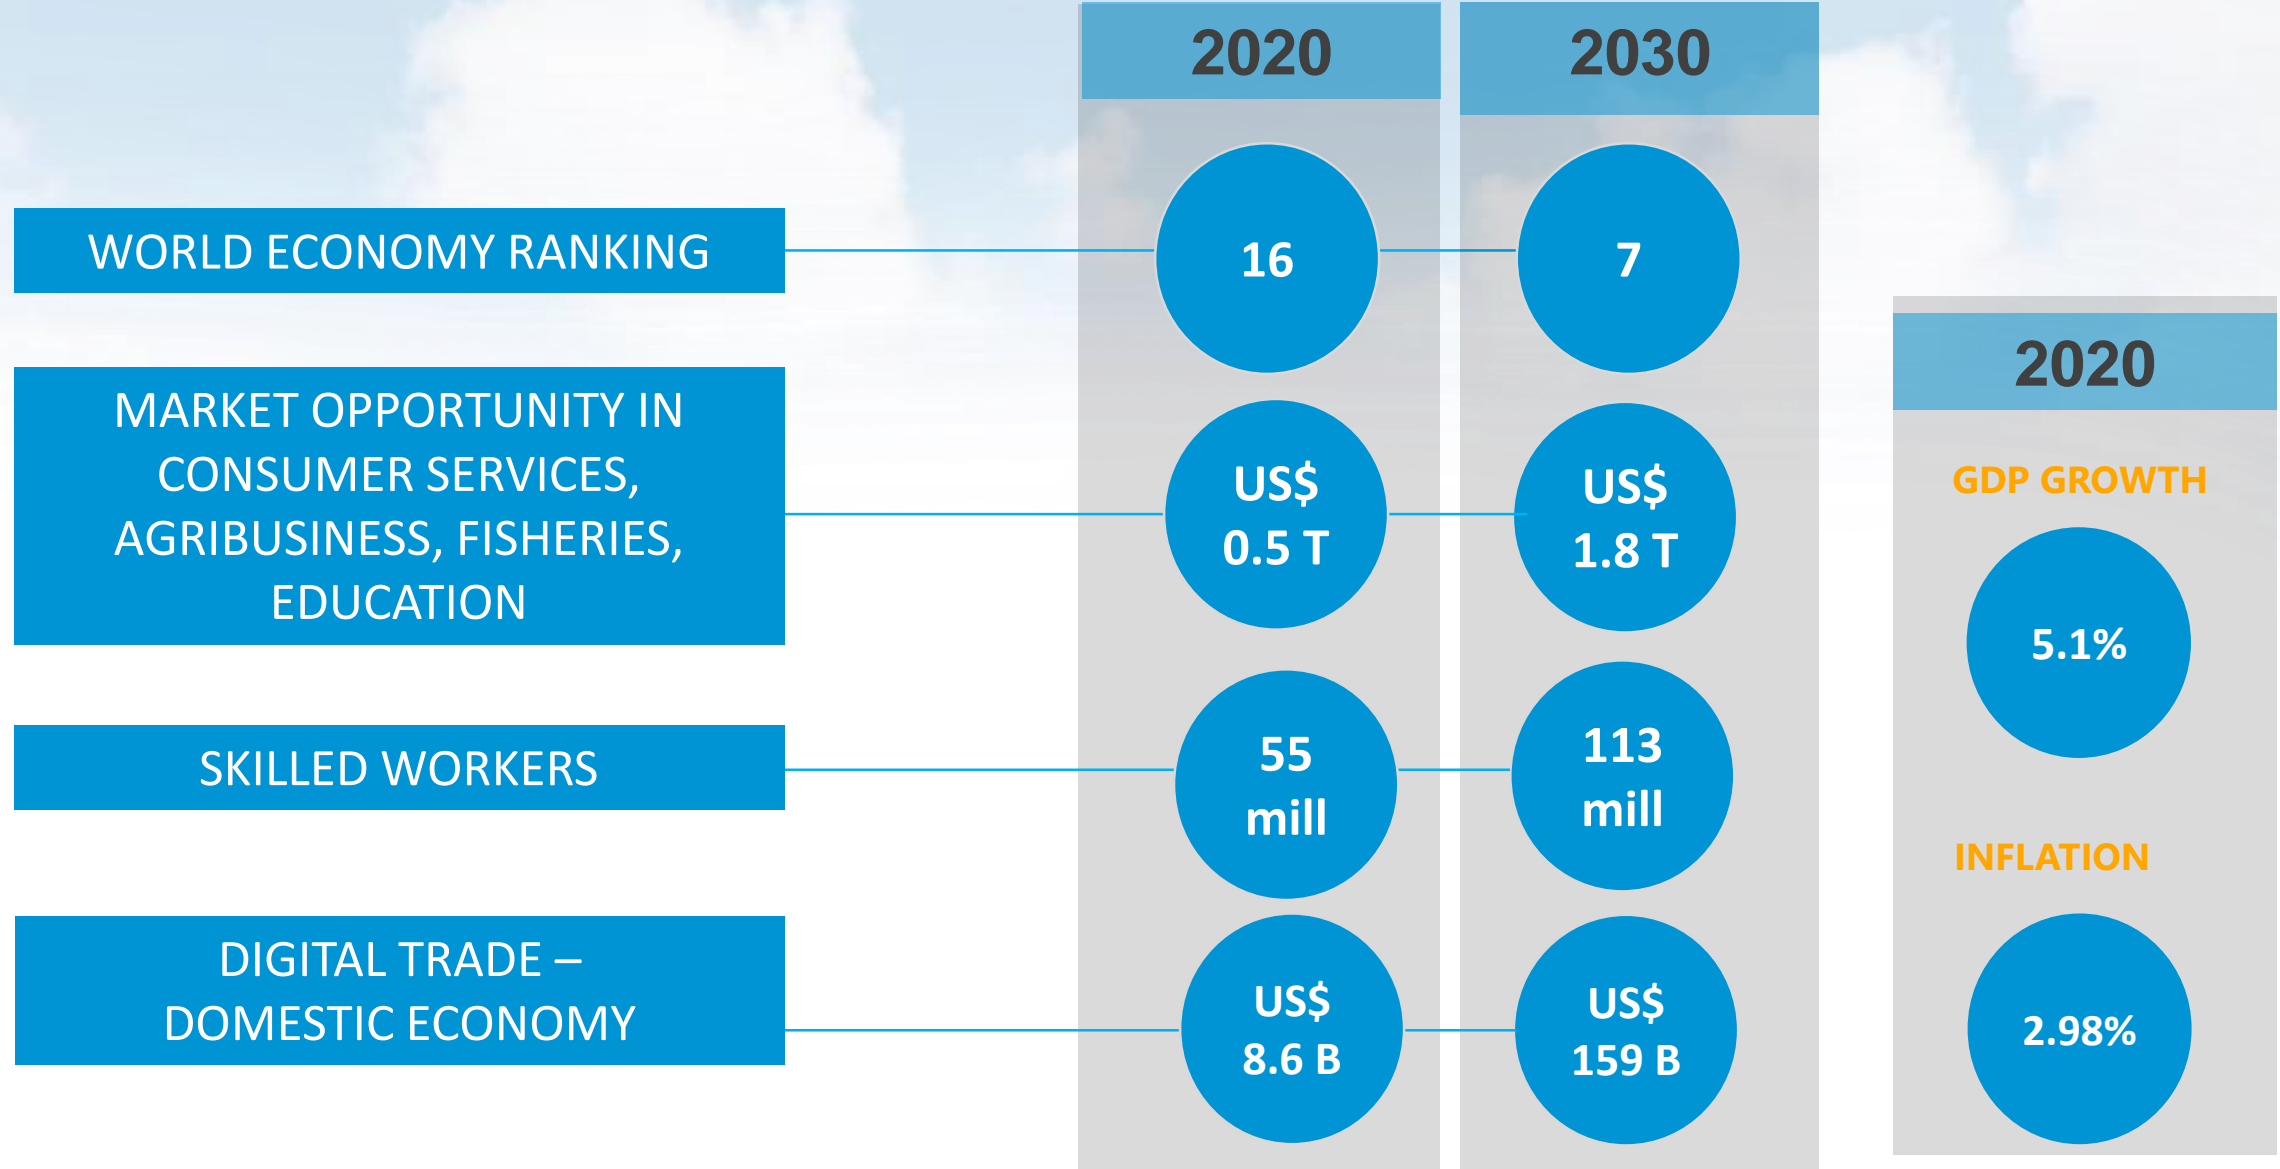 2020
2030
WORLD ECONOMY RANKING
16
7
MARKET OPPORTUNITY IN
CONSUMER SERVICES,
AGRIBUSINESS, FISHERIES,
EDUCATION
US$
0.5 T
US$
1.8 T
SKILLED WORKERS
55
mill
113
mill
DIGITAL TRADE –
DOMESTIC ECONOMY
US$
8.6 B
US$
159 B
2020
GDP GROWTH
5.1%
INFLATION
2.98%